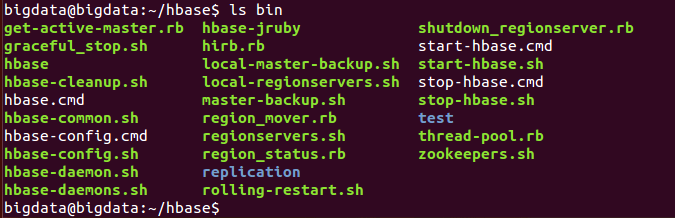 bigdata@bigdata:~/hbase$ ls bin
get-active-master.rb hbase-jruby shutdown_regionserver.rb
graceful_stop.sh hirb.rb start-hbase.cmd
hbase local-master-backup.sh start-hbase.sh
hbase-cleanup.sh local-regionservers.sh stop-hbase.cmd
hbase.cmd master-backup.sh stop-hbase.sh
hbase-common.sh region_mover.rb test
hbase-config.cmd regionservers.sh thread-pool.rb
hbase-config.sh region_status.rb zookeepers.sh
hbase-daemon.sh replication
hbase-daemons.sh rolling-restart.sh
bigdata@bigdata:~/hbase$